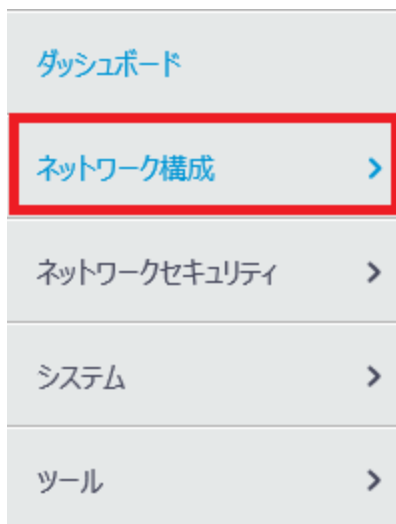 ダッシュボード
ネットワーク構成
ネットワークセキュリティ
システム
ツール